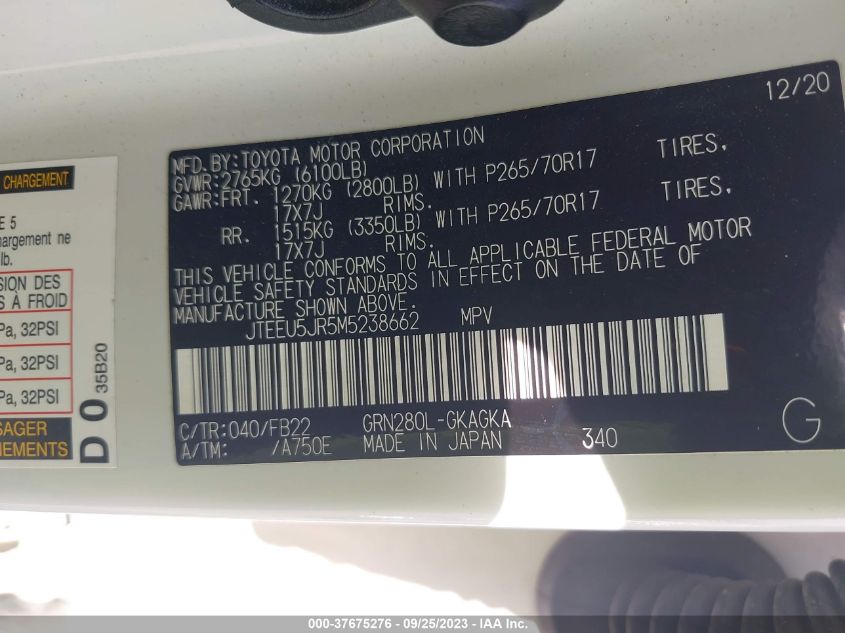 12/20
MFD. BY: TOYOTA MOTOR CORPORATION
GVWR: 2765KG (6100LB)
GAWR: FRT. 1270KG (2800LB) WITH P265/70R17 TIRES,
17X7J RIMS.
RR. 1515KG (3350LB) WITH P265/70R17 TIRES,
17X7J RIMS.
THIS VEHICLE CONFORMS TO ALL APPLICABLE FEDERAL MOTOR
VEHICLE SAFETY STANDARDS IN EFFECT ON THE DATE OF
MANUFACTURE SHOWN ABOVE.
JTEEU5JR5M5238662 MPV
C/TR: 040/FB22 GRN280L-GKAGKA
A/TM: /A750E MADE IN JAPAN 340
G
CHARGEMENT
E 5
chargement ne
lb.
SION DES
S À FROID
Pa, 32PSI
Pa, 32PSI
Pa, 32PSI
SAGER
NEMENTS
D 0 35B20
000-37675276 - 09/25/2023 - IAA Inc.